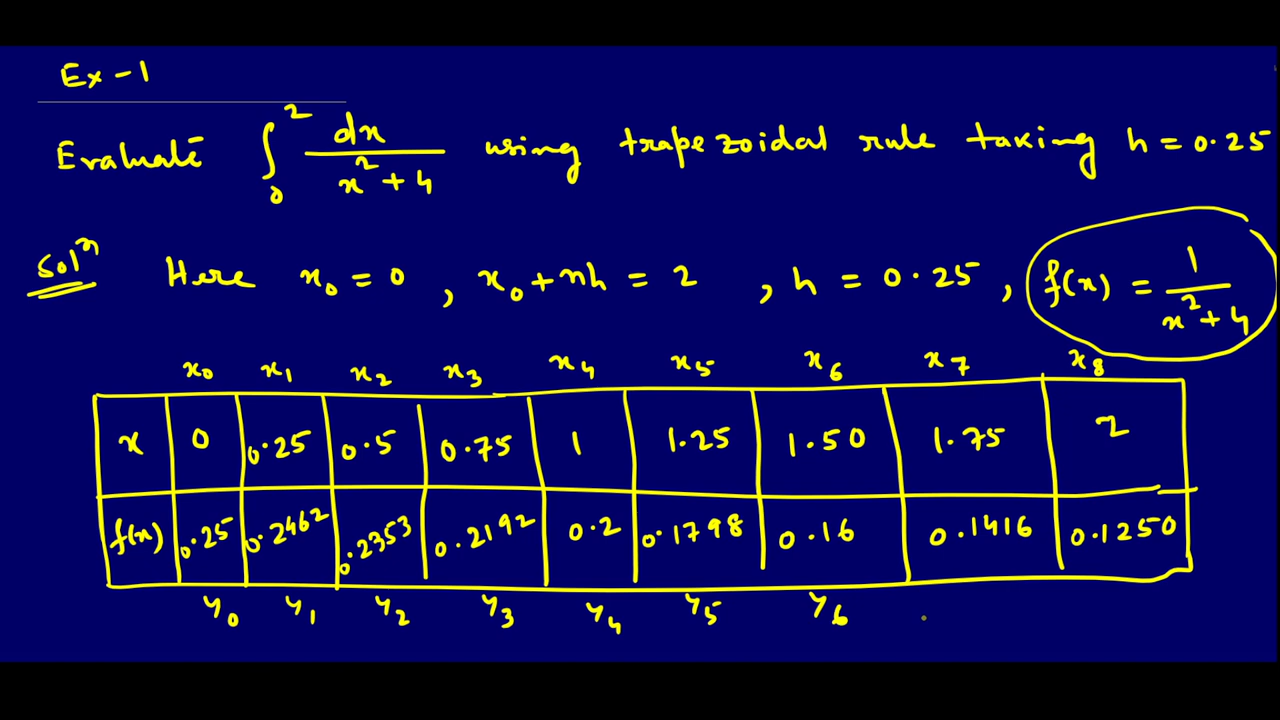 Ex - 1
Evaluate ∫₀² dx/(x² + 4) using trapezoidal rule taking h = 0.25
Solⁿ Here x₀ = 0 , x₀ + nh = 2 , h = 0.25 , f(x) = 1/(x² + 4)
x₀ x₁ x₂ x₃ x₄ x₅ x₆ x₇ x₈
x 0 0.25 0.5 0.75 1 1.25 1.50 1.75 2
f(x) 0.25 0.2462 0.2353 0.2192 0.2 0.1798 0.16 0.1416 0.1250
y₀ y₁ y₂ y₃ y₄ y₅ y₆